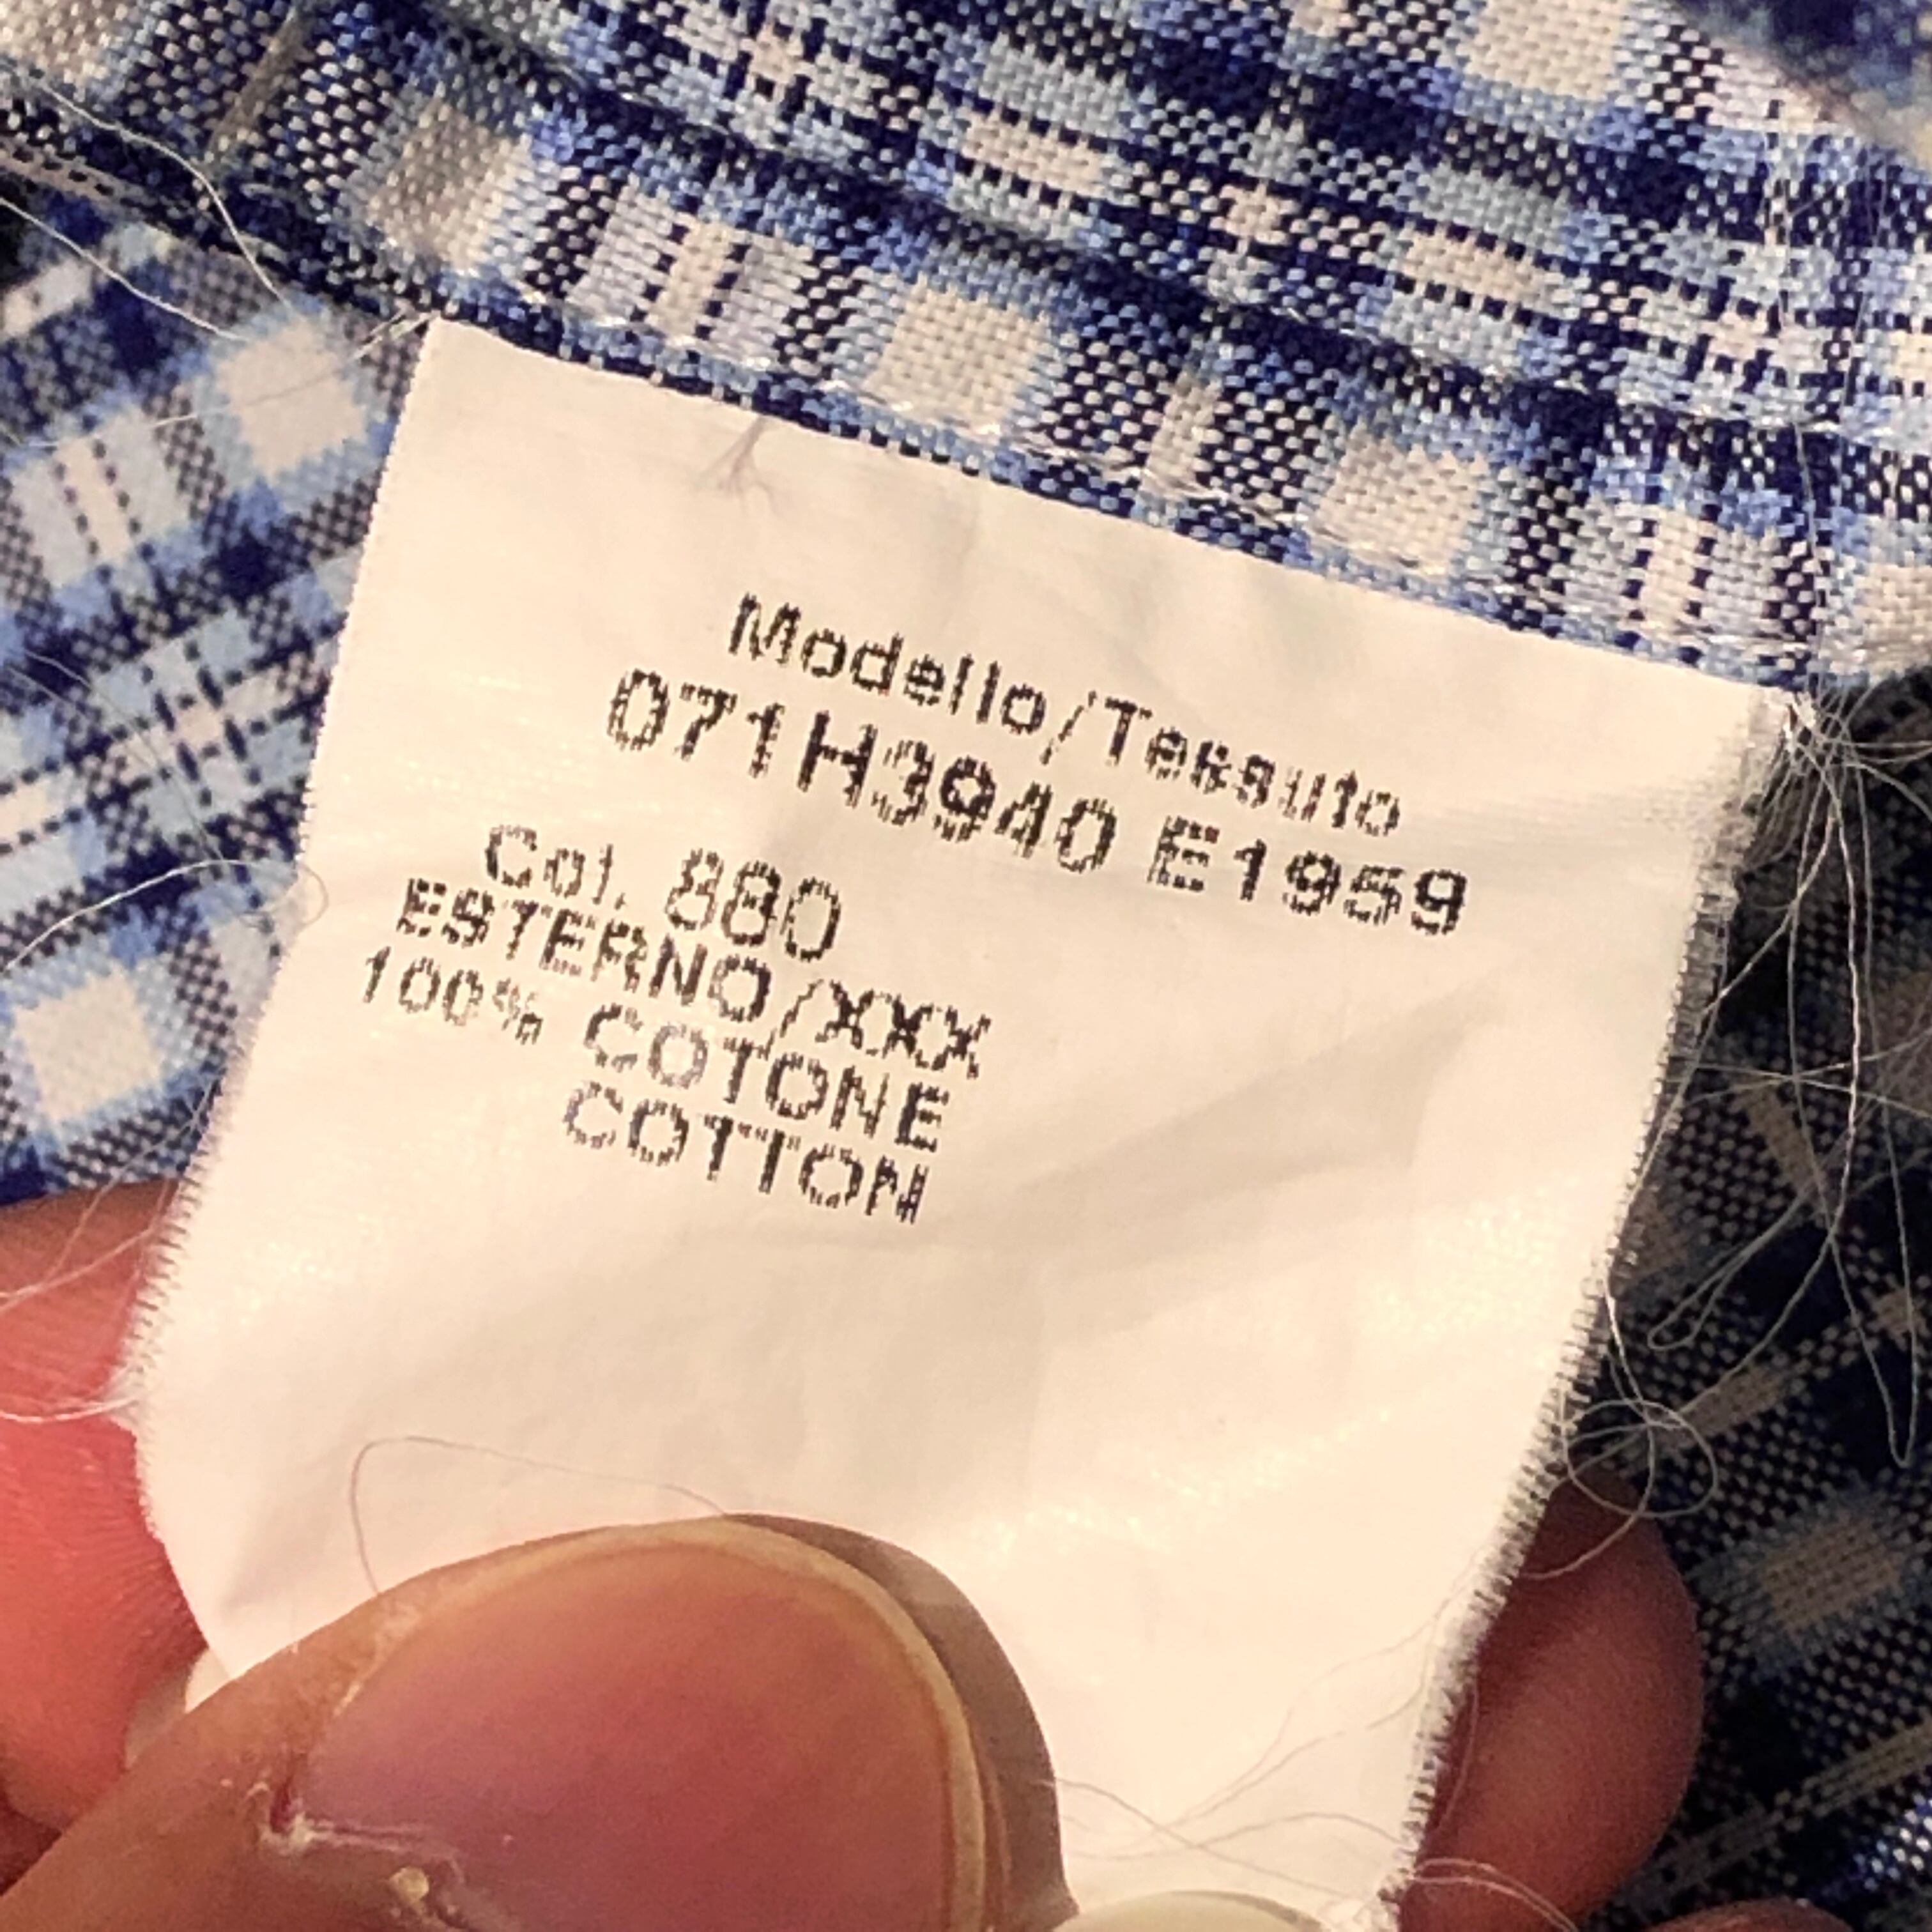 Modello/Tessuto
071H3940 E1959
Col. 880
ESTERNO/XXX
100% COTONE
COTTON